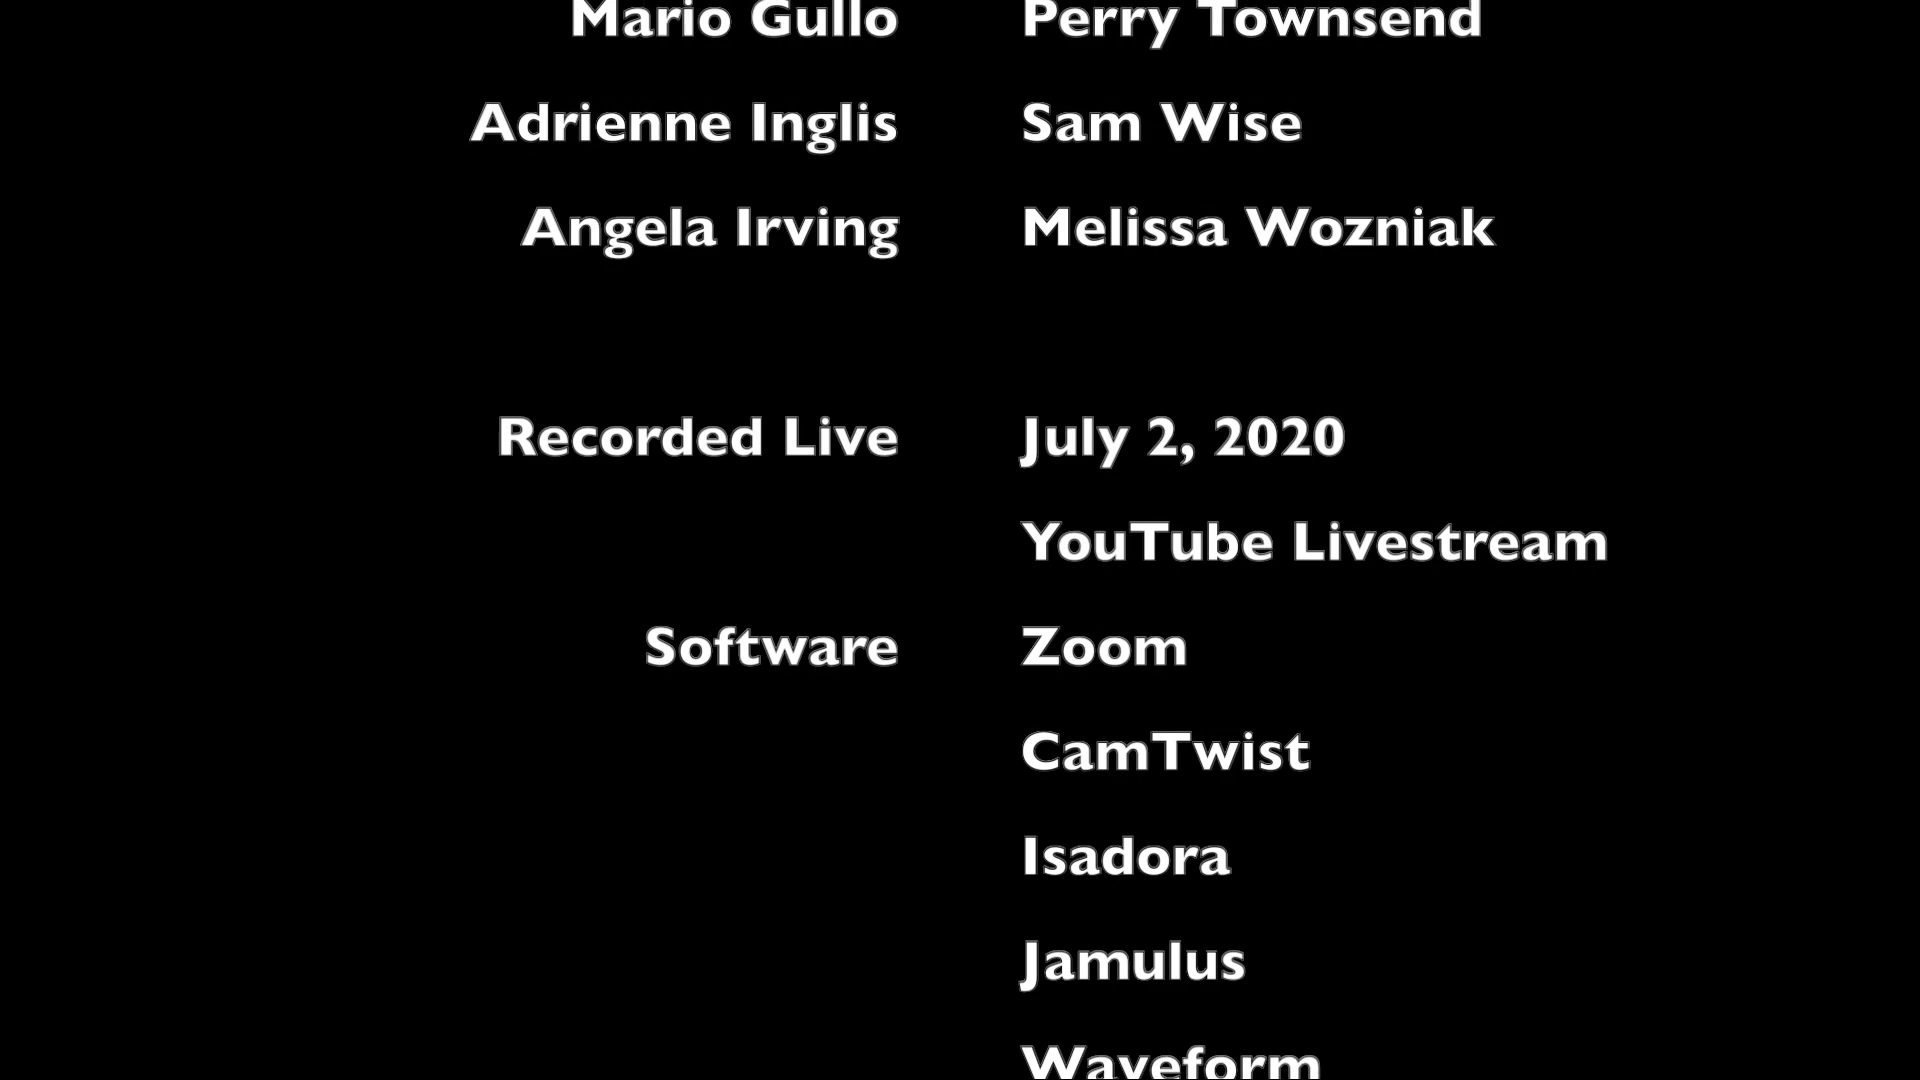 Mario Gullo Perry Townsend
Adrienne Inglis Sam Wise
Angela Irving Melissa Wozniak
Recorded Live July 2, 2020
YouTube Livestream
Software Zoom
CamTwist
Isadora
Jamulus
Waveform